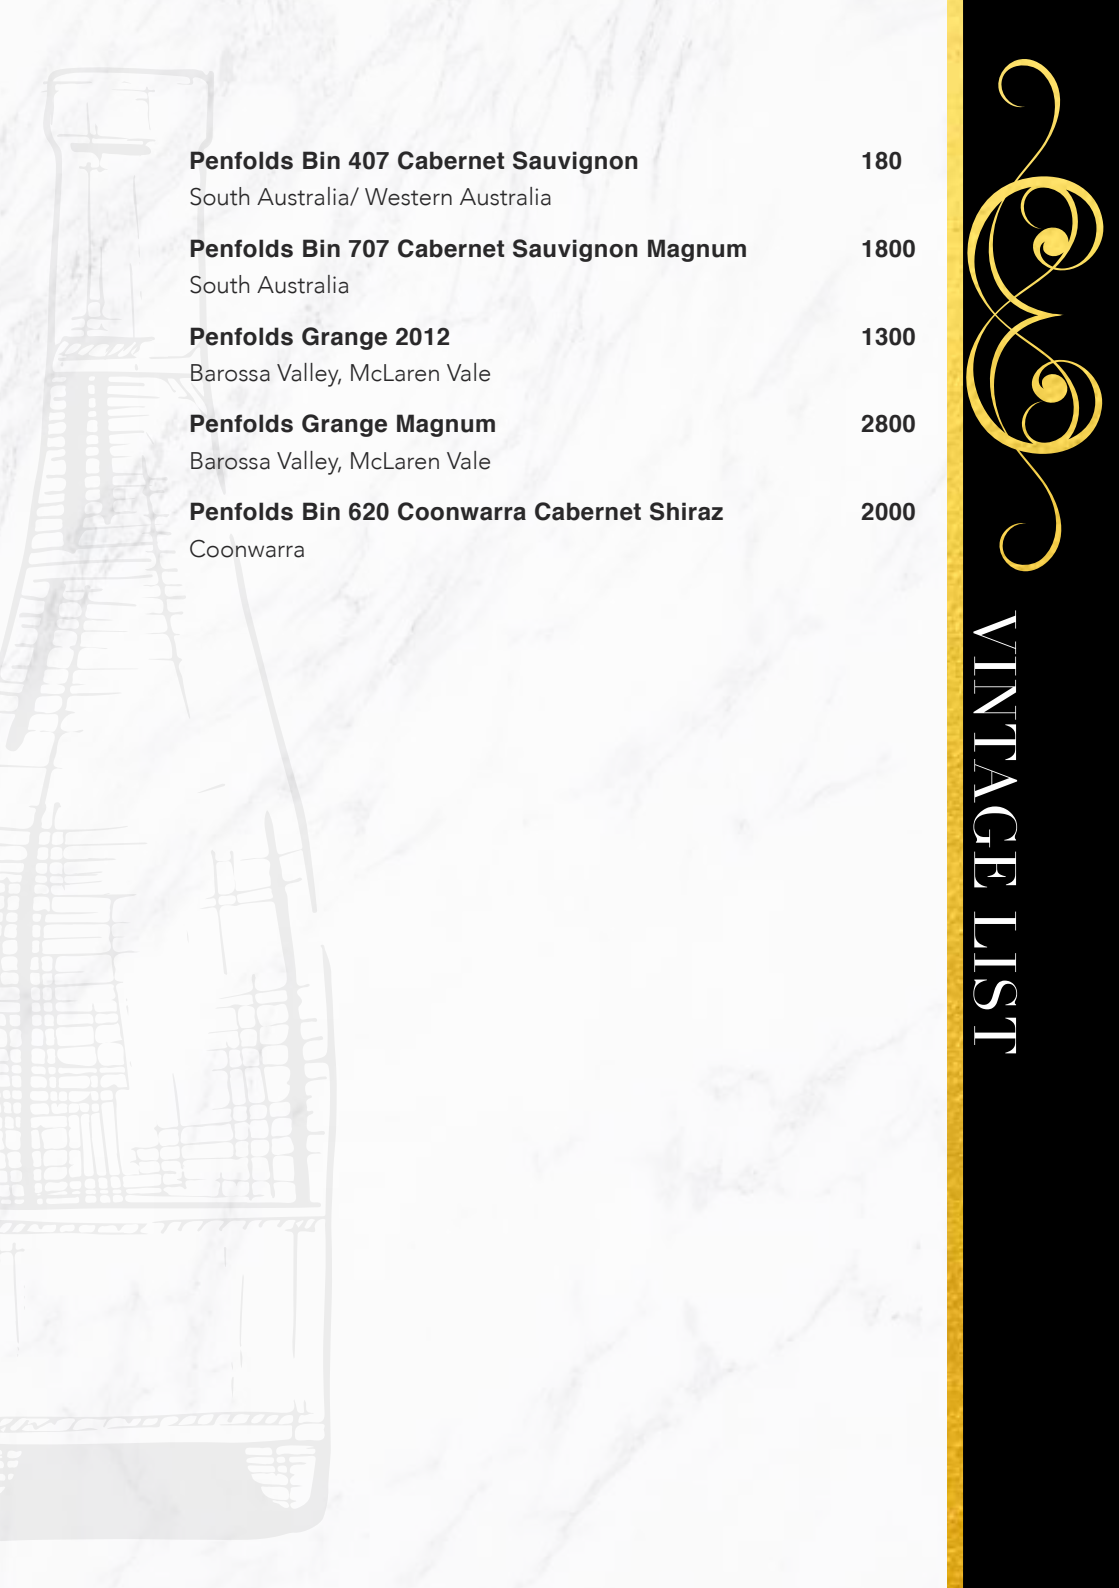 Penfolds Bin 407 Cabernet Sauvignon 180
South Australia/ Western Australia
Penfolds Bin 707 Cabernet Sauvignon Magnum 1800
South Australia
Penfolds Grange 2012 1300
Barossa Valley, McLaren Vale
Penfolds Grange Magnum 2800
Barossa Valley, McLaren Vale
Penfolds Bin 620 Coonwarra Cabernet Shiraz 2000
Coonwarra
VINTAGE LIST